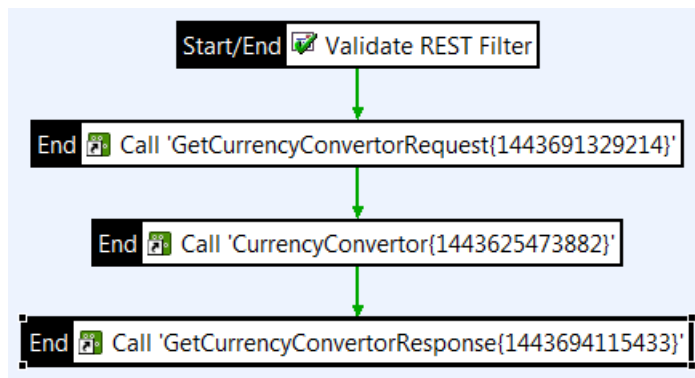 Start/End Validate REST Filter
End Call 'GetCurrencyConvertorRequest{1443691329214}'
End Call 'CurrencyConvertor{1443625473882}'
End Call 'GetCurrencyConvertorResponse{1443694115433}'